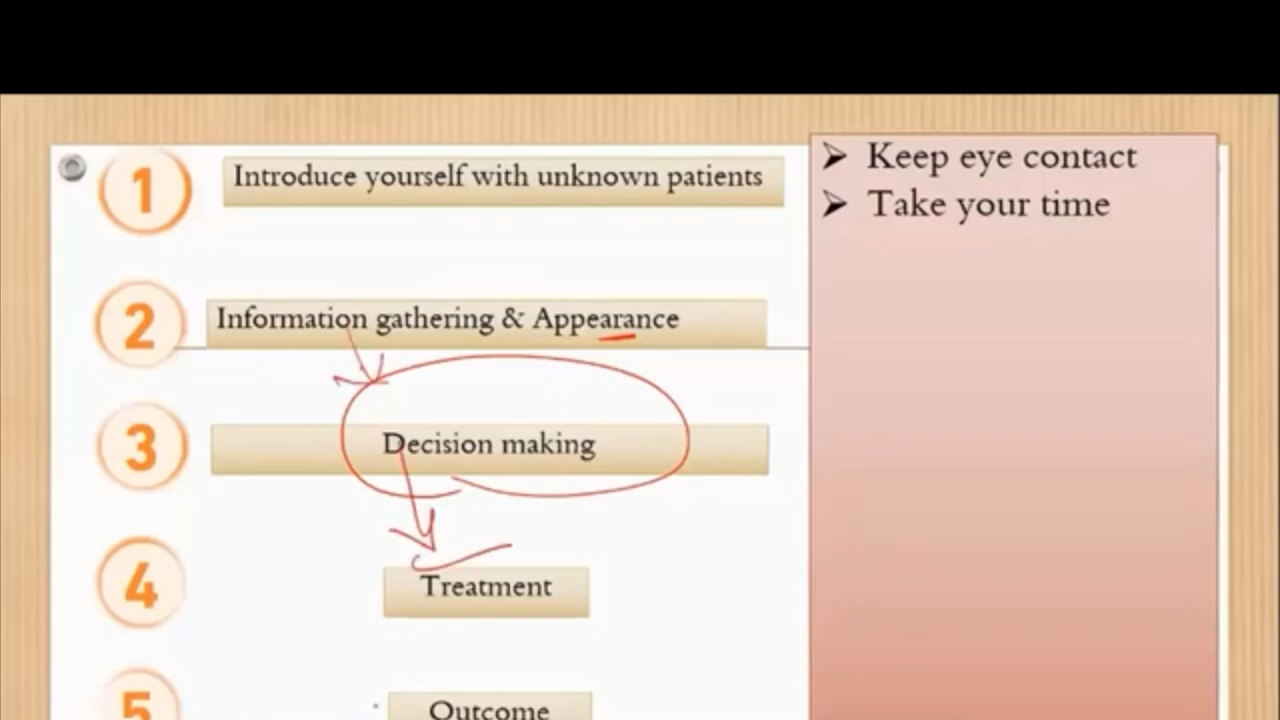 1 Introduce yourself with unknown patients
2 Information gathering & Appearance
3 Decision making
4 Treatment
5 Outcome
➢ Keep eye contact
➢ Take your time